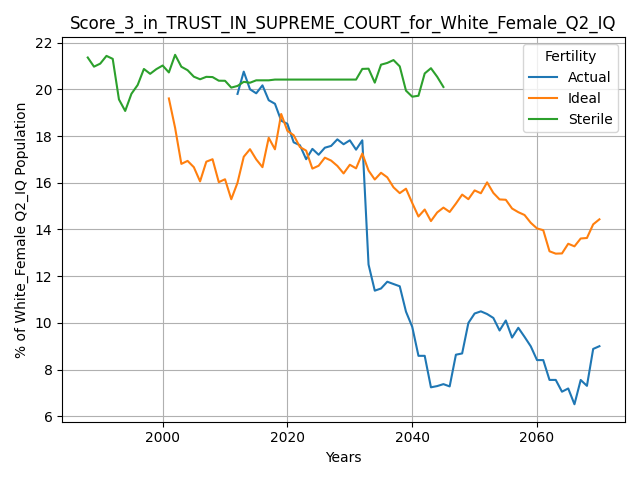 Score_3_in_TRUST_IN_SUPREME_COURT_for_White_Female_Q2_IQ
22
20
18
16
14
12
10
8
6
% of White_Female Q2_IQ Population
Fertility
Actual
Ideal
Sterile
2000
2020
2040
2060
Years